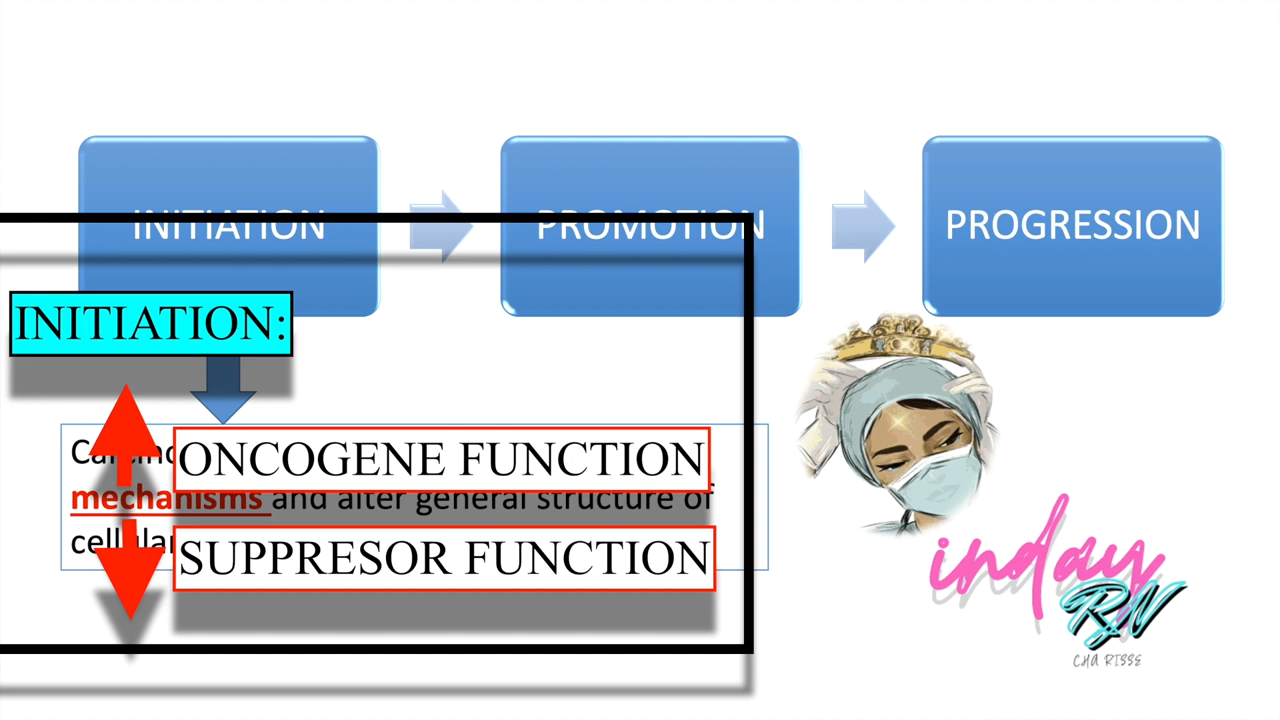 INITIATION
PROMOTION
PROGRESSION
INITIATION:
ONCOGENE FUNCTION
mechanisms and alter general structure of
SUPPRESOR FUNCTION
inday
RN
CHA RISSE